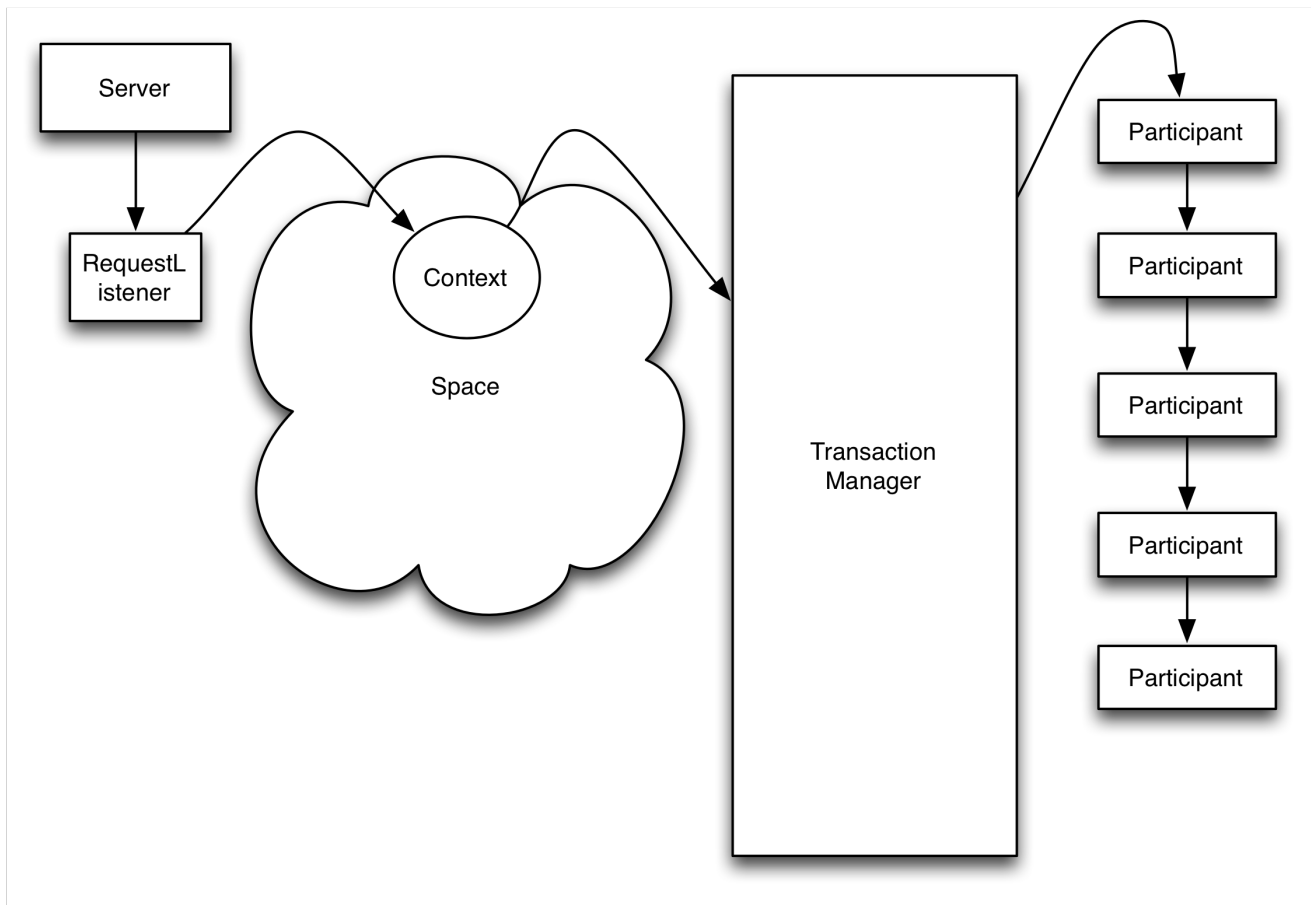 Server
RequestL
istener
Context
Space
Transaction
Manager
Participant
Participant
Participant
Participant
Participant